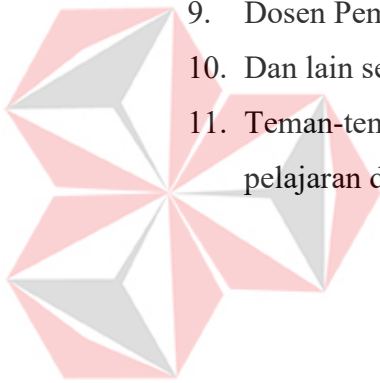 9. Dosen Pen
10. Dan lain se
11. Teman-tem
pelajaran d